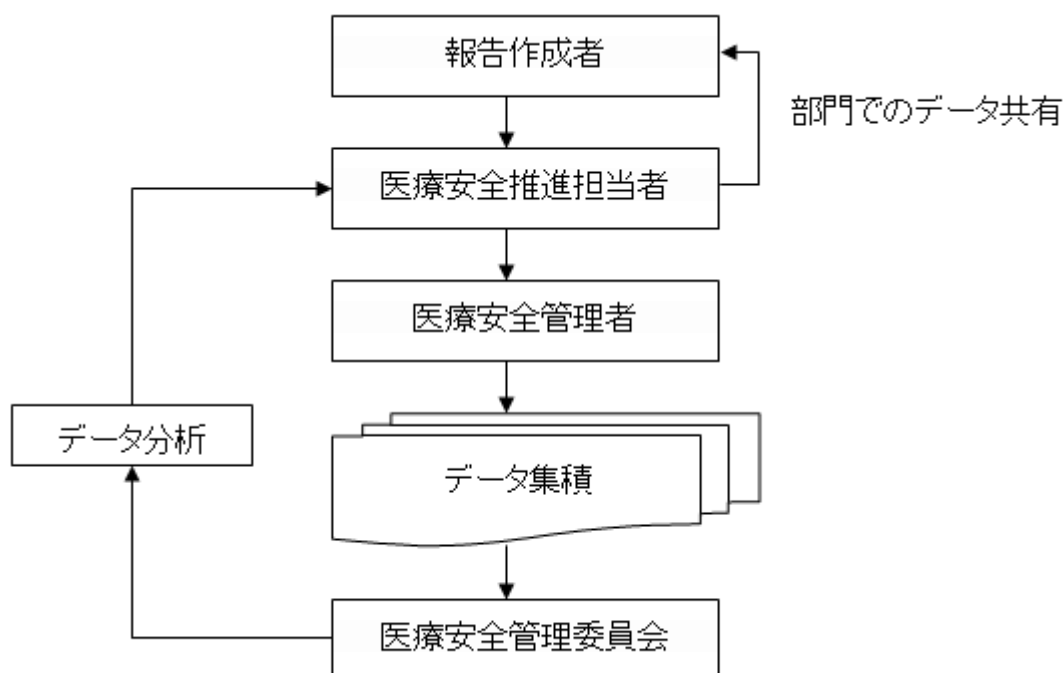 報告作成者
部門でのデータ共有
医療安全推進担当者
医療安全管理者
データ分析
データ集積
医療安全管理委員会